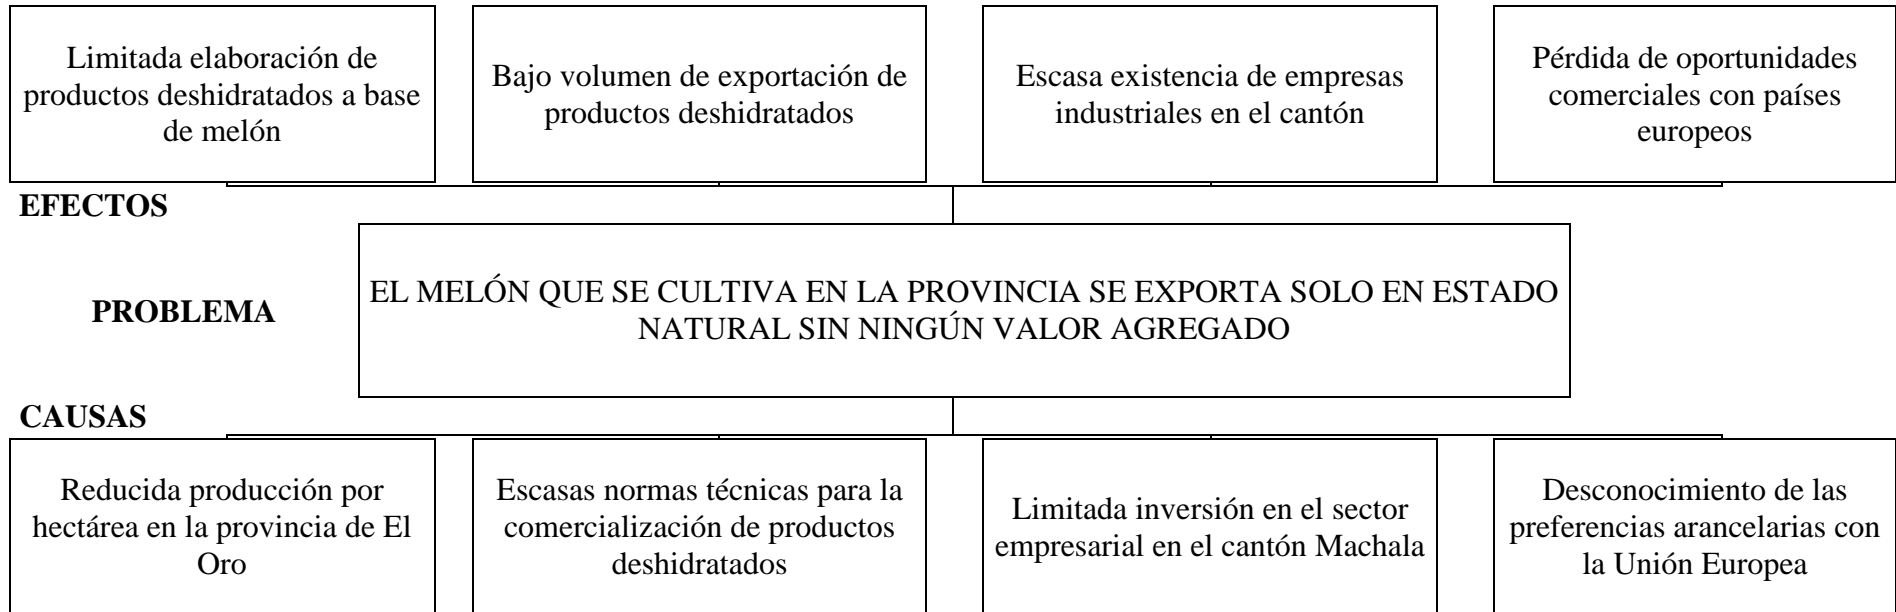 Limitada elaboración de
productos deshidratados a base
de melón
Bajo volumen de exportación de
productos deshidratados
Escasa existencia de empresas
industriales en el cantón
Pérdida de oportunidades
comerciales con países
europeos
EFECTOS
PROBLEMA
EL MELÓN QUE SE CULTIVA EN LA PROVINCIA SE EXPORTA SOLO EN ESTADO
NATURAL SIN NINGÚN VALOR AGREGADO
CAUSAS
Reducida producción por
hectárea en la provincia de El
Oro
Escasas normas técnicas para la
comercialización de productos
deshidratados
Limitada inversión en el sector
empresarial en el cantón Machala
Desconocimiento de las
preferencias arancelarias con
la Unión Europea